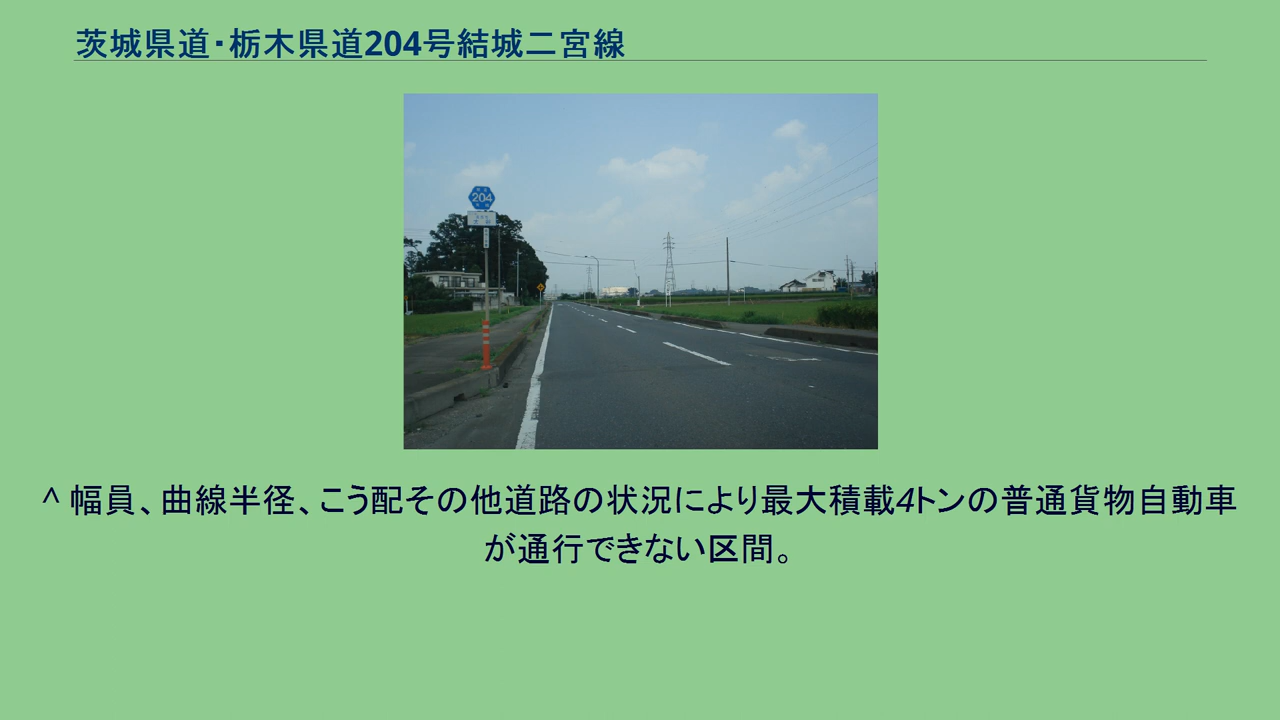 茨城県道・栃木県道204号結城二宮線
204
^ 幅員、曲線半径、こう配その他道路の状況により最大積載4トンの普通貨物自動車
が通行できない区間。